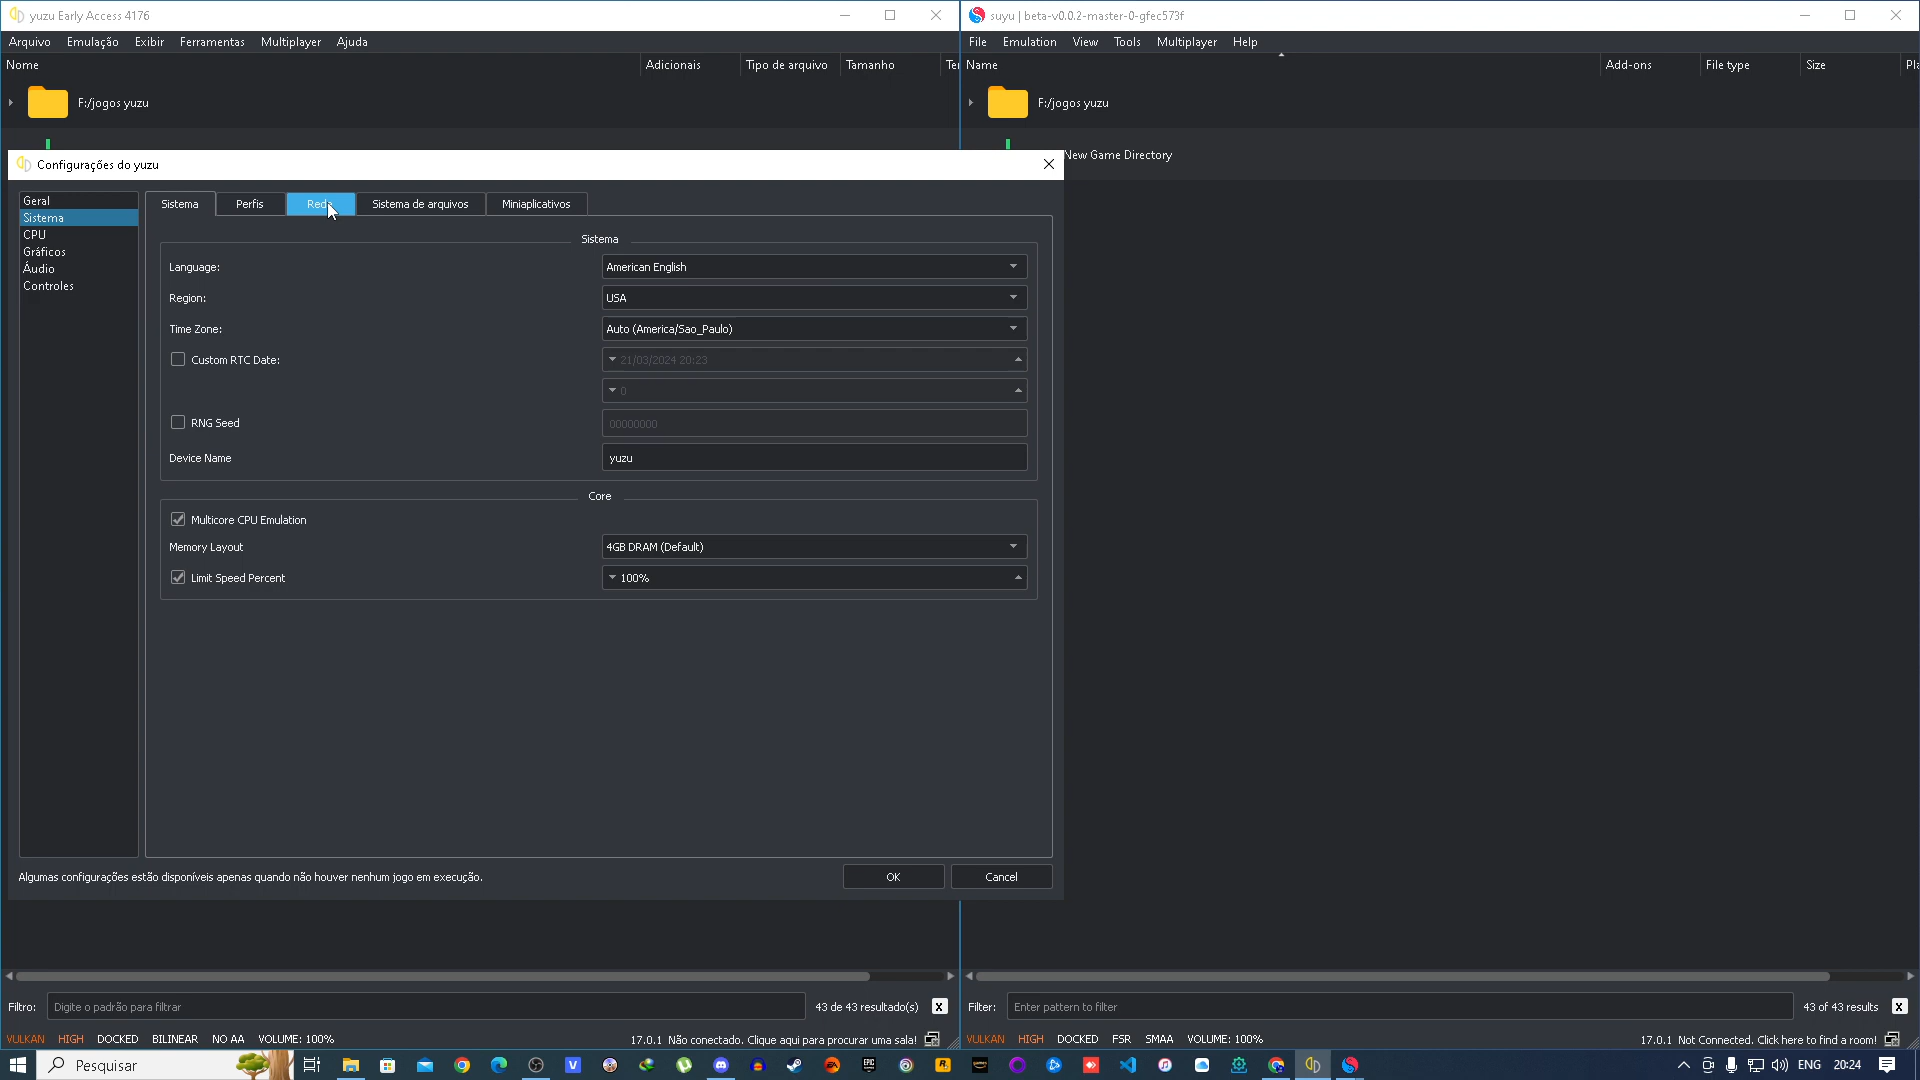 yuzu Early Access 4176
Arquivo Emulação Exibir Ferramentas Multiplayer Ajuda
Nome Adicionais Tipo de arquivo Tamanho
F:/jogos yuzu
suyu | beta-v0.0.2-master-0-gfec573f
File Emulation View Tools Multiplayer Help
Name Add-ons File type Size
F:/jogos yuzu
New Game Directory
Configurações do yuzu
Geral
Sistema
CPU
Gráficos
Áudio
Controles
Sistema Perfis Rede Sistema de arquivos Miniaplicativos
Sistema
Language: American English
Region: USA
Time Zone: Auto (America/Sao_Paulo)
Custom RTC Date: 21/03/2024 20:23
0
RNG Seed 00000000
Device Name yuzu
Core
Multicore CPU Emulation
Memory Layout 4GB DRAM (Default)
Limit Speed Percent 100%
Algumas configurações estão disponíveis apenas quando não houver nenhum jogo em execução.
OK Cancel
Filtro: Digite o padrão para filtrar 43 de 43 resultado(s) X
VULKAN HIGH DOCKED BILINEAR NO AA VOLUME: 100% 17.0.1 Não conectado. Clique aqui para procurar uma sala!
Filter: Enter pattern to filter 43 of 43 results X
VULKAN HIGH DOCKED FSR SMAA VOLUME: 100% 17.0.1 Not Connected. Click here to find a room!
Pesquisar
ENG 20:24